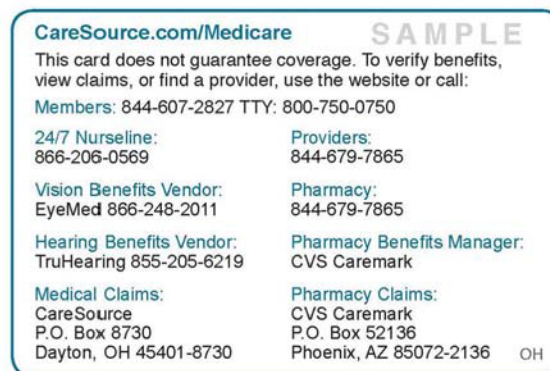 CareSource.com/Medicare SAMPLE
This card does not guarantee coverage. To verify benefits,
view claims, or find a provider, use the website or call:
Members: 844-607-2827 TTY: 800-750-0750
24/7 Nurseline:
866-206-0569
Providers:
844-679-7865
Vision Benefits Vendor:
EyeMed 866-248-2011
Pharmacy:
844-679-7865
Hearing Benefits Vendor:
TruHearing 855-205-6219
Pharmacy Benefits Manager:
CVS Caremark
Medical Claims:
CareSource
P.O. Box 8730
Dayton, OH 45401-8730
Pharmacy Claims:
CVS Caremark
P.O. Box 52136
Phoenix, AZ 85072-2136
OH